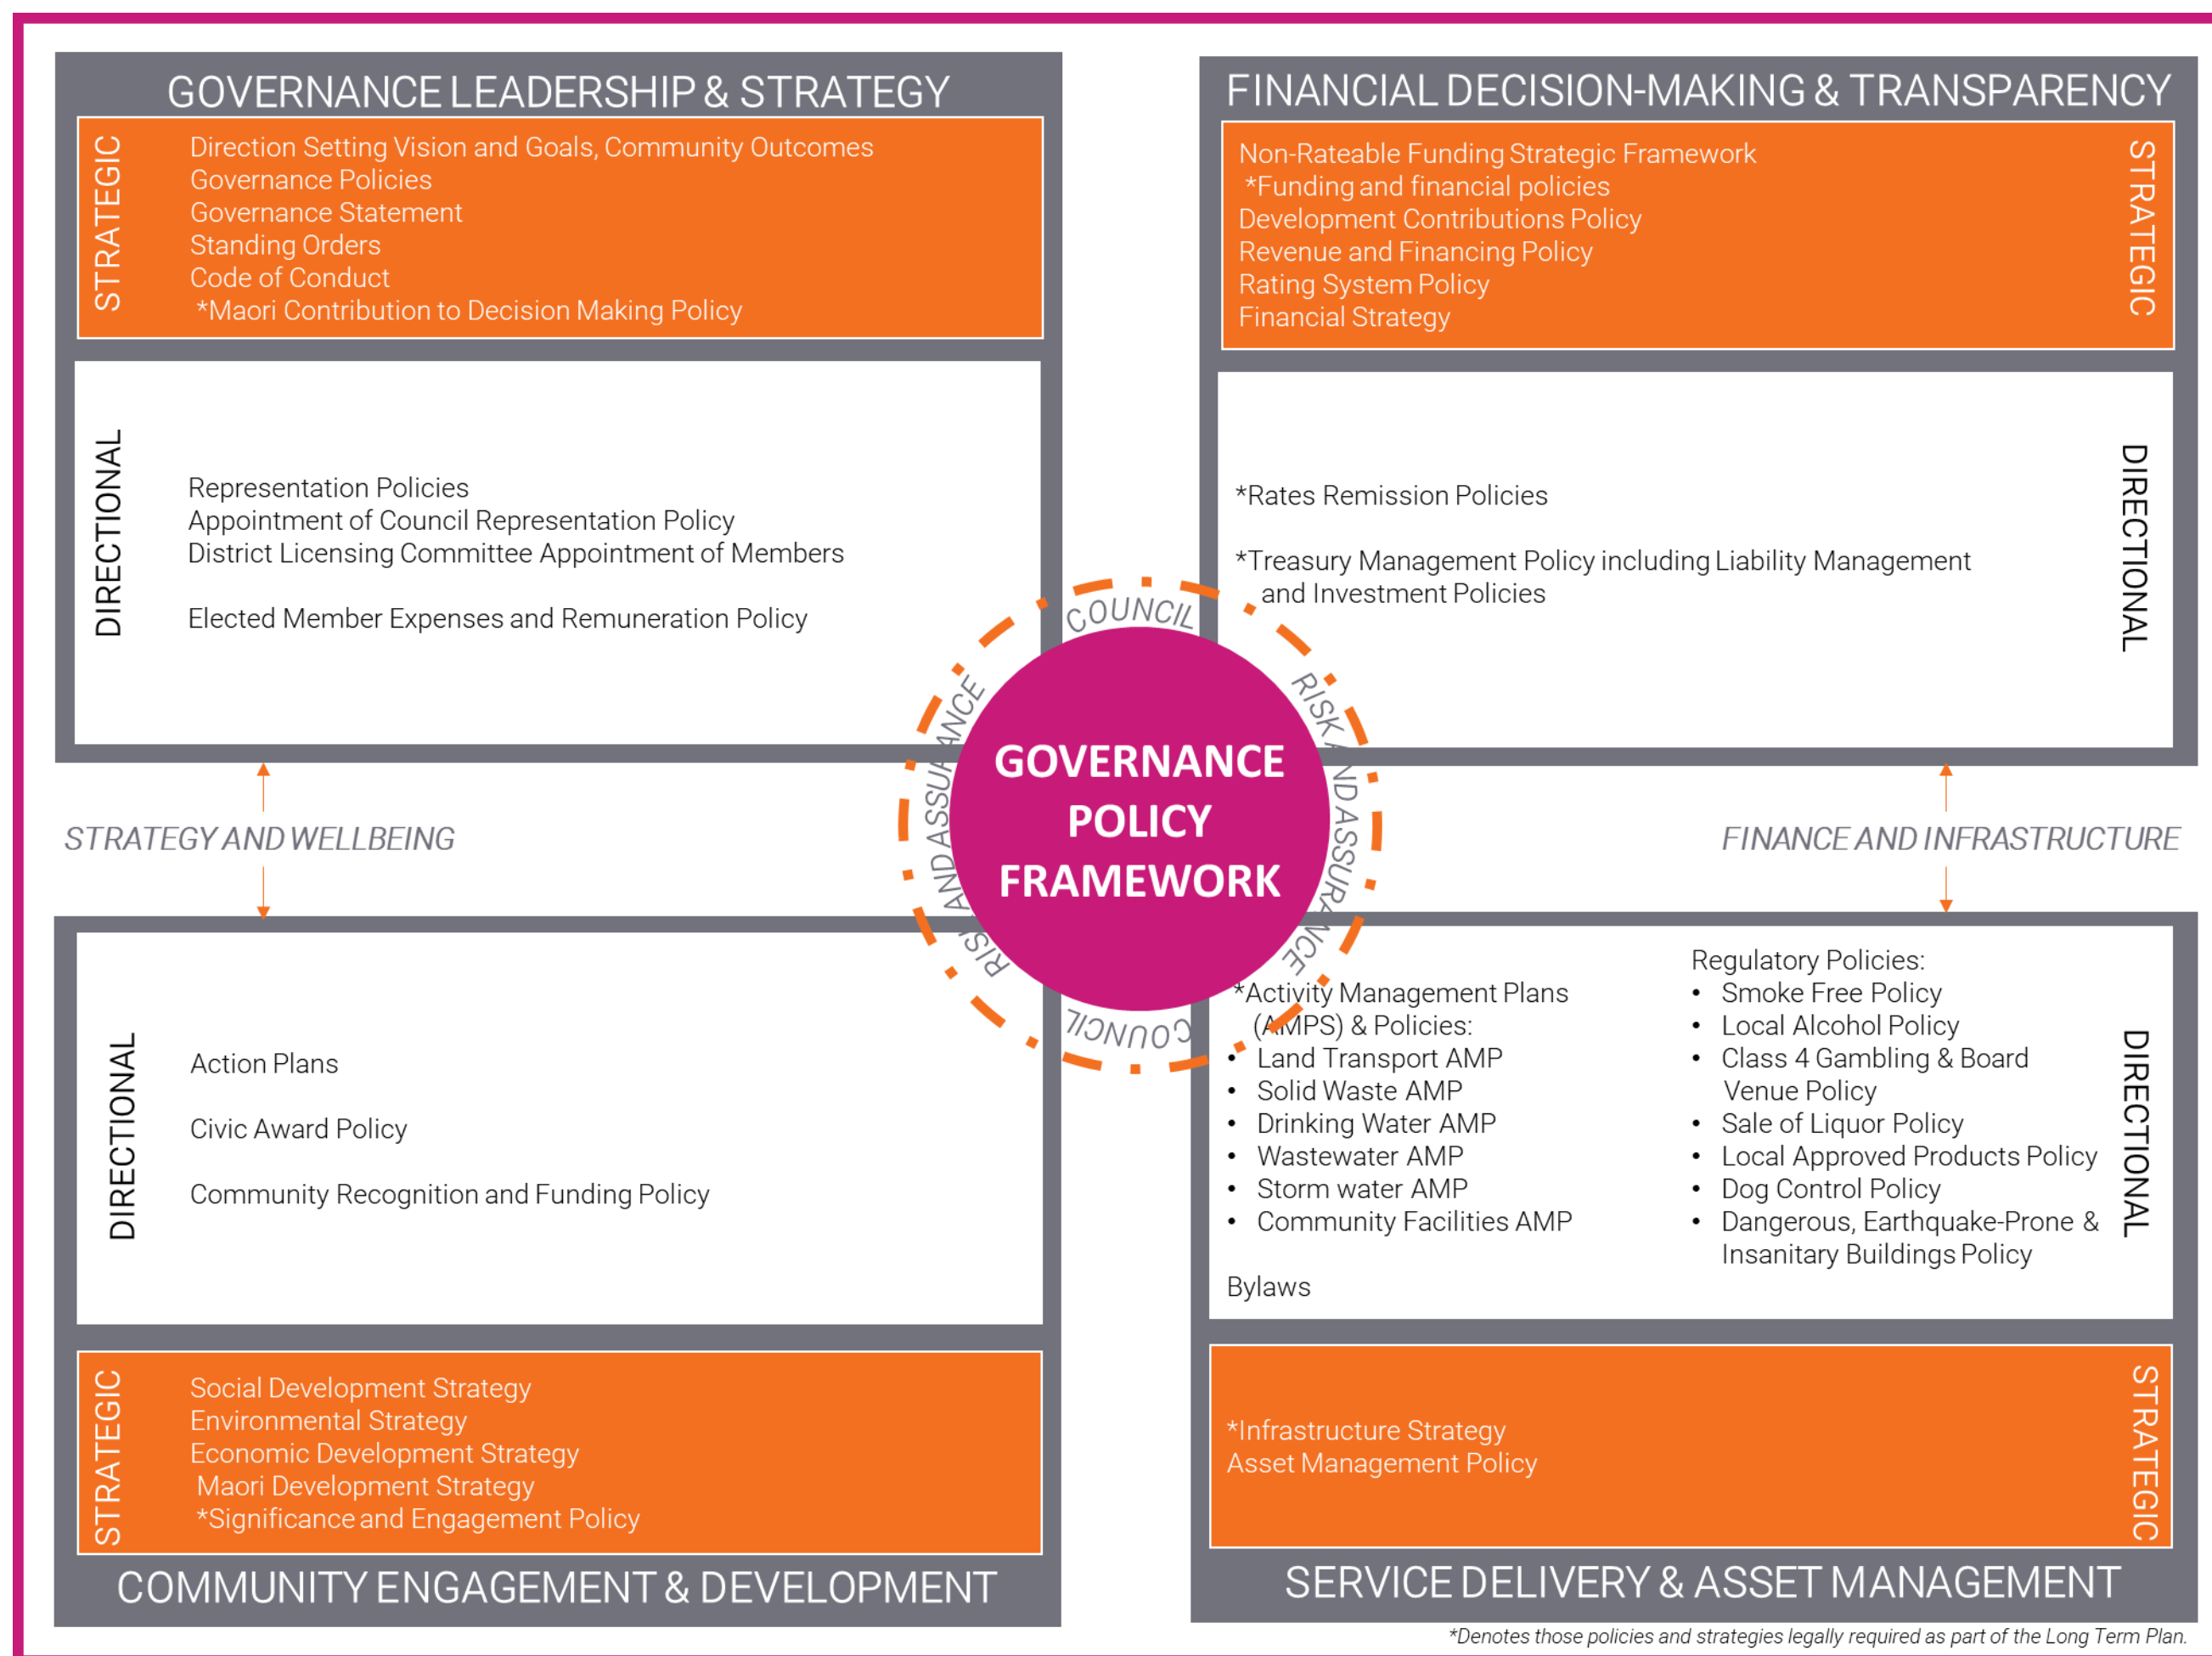 GOVERNANCE LEADERSHIP & STRATEGY
STRATEGIC
Direction Setting Vision and Goals, Community Outcomes
Governance Policies
Governance Statement
Standing Orders
Code of Conduct
*Maori Contribution to Decision Making Policy
DIRECTIONAL
Representation Policies
Appointment of Council Representation Policy
District Licensing Committee Appointment of Members
Elected Member Expenses and Remuneration Policy
FINANCIAL DECISION-MAKING & TRANSPARENCY
STRATEGIC
Non-Rateable Funding Strategic Framework
*Funding and financial policies
Development Contributions Policy
Revenue and Financing Policy
Rating System Policy
Financial Strategy
DIRECTIONAL
*Rates Remission Policies
*Treasury Management Policy including Liability Management
and Investment Policies
COUNCIL
RISK AND ASSURANCE
COUNCIL
RISK AND ASSURANCE
GOVERNANCE
POLICY
FRAMEWORK
STRATEGY AND WELLBEING
FINANCE AND INFRASTRUCTURE
DIRECTIONAL
Action Plans
Civic Award Policy
Community Recognition and Funding Policy
STRATEGIC
Social Development Strategy
Environmental Strategy
Economic Development Strategy
Maori Development Strategy
*Significance and Engagement Policy
COMMUNITY ENGAGEMENT & DEVELOPMENT
*Activity Management Plans
(AMPS) & Policies:
• Land Transport AMP
• Solid Waste AMP
• Drinking Water AMP
• Wastewater AMP
• Storm water AMP
• Community Facilities AMP
Bylaws
Regulatory Policies:
• Smoke Free Policy
• Local Alcohol Policy
• Class 4 Gambling & Board
Venue Policy
• Sale of Liquor Policy
• Local Approved Products Policy
• Dog Control Policy
• Dangerous, Earthquake-Prone &
Insanitary Buildings Policy
DIRECTIONAL
*Infrastructure Strategy
Asset Management Policy
STRATEGIC
SERVICE DELIVERY & ASSET MANAGEMENT
*Denotes those policies and strategies legally required as part of the Long Term Plan.